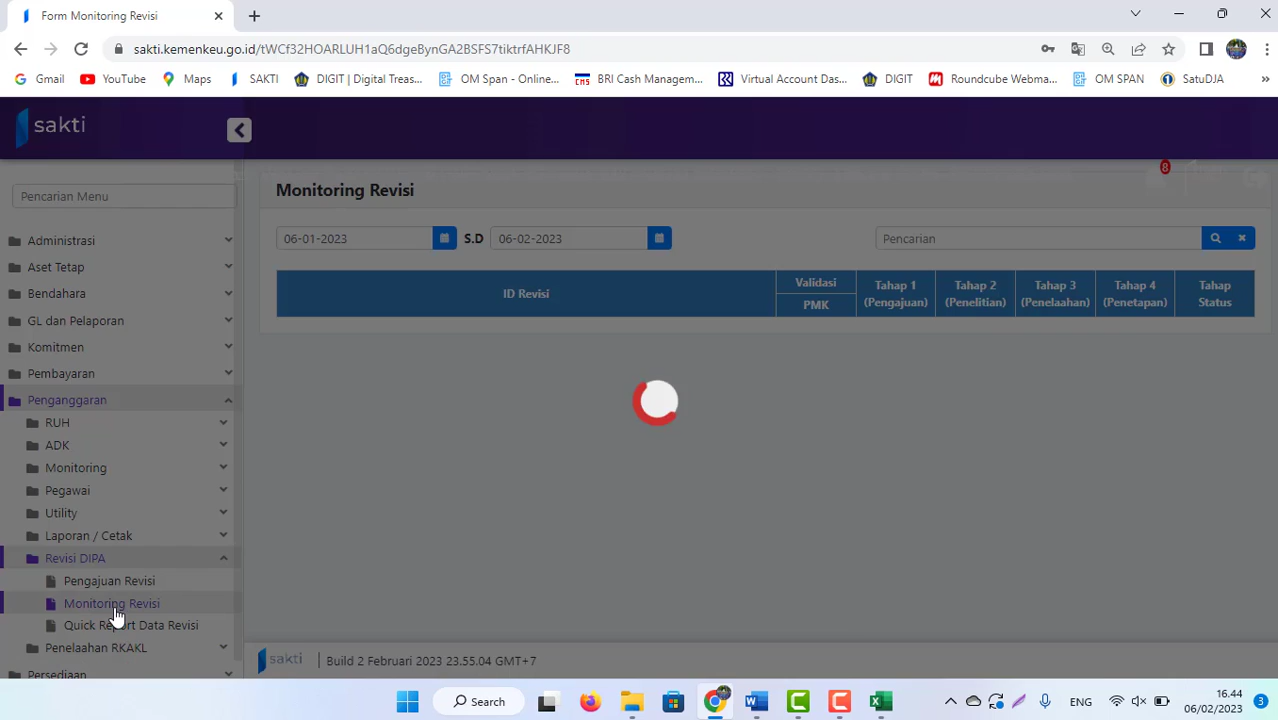 Form Monitoring Revisi
sakti.kemenkeu.go.id/tWCf32HOARLUH1aQ6dgeBynGA2BSFS7tiktrfAHKJF8
Gmail YouTube Maps SAKTI DIGIT | Digital Treas... OM Span - Online... CMS BRI Cash Managem... Virtual Account Das... DIGIT Roundcube Webma... OM SPAN SatuDJA
sakti
8
Pencarian Menu
Administrasi
Aset Tetap
Bendahara
GL dan Pelaporan
Komitmen
Pembayaran
Penganggaran
RUH
ADK
Monitoring
Pegawai
Utility
Laporan / Cetak
Revisi DIPA
Pengajuan Revisi
Monitoring Revisi
Quick Report Data Revisi
Penelaahan RKAKL
Persediaan
Monitoring Revisi
06-01-2023 S.D 06-02-2023 Pencarian
ID Revisi
Validasi
PMK
Tahap 1
(Pengajuan)
Tahap 2
(Penelitian)
Tahap 3
(Penelaahan)
Tahap 4
(Penetapan)
Tahap
Status
sakti Build 2 Februari 2023 23.55.04 GMT+7
Search ENG 16.44
06/02/2023 3